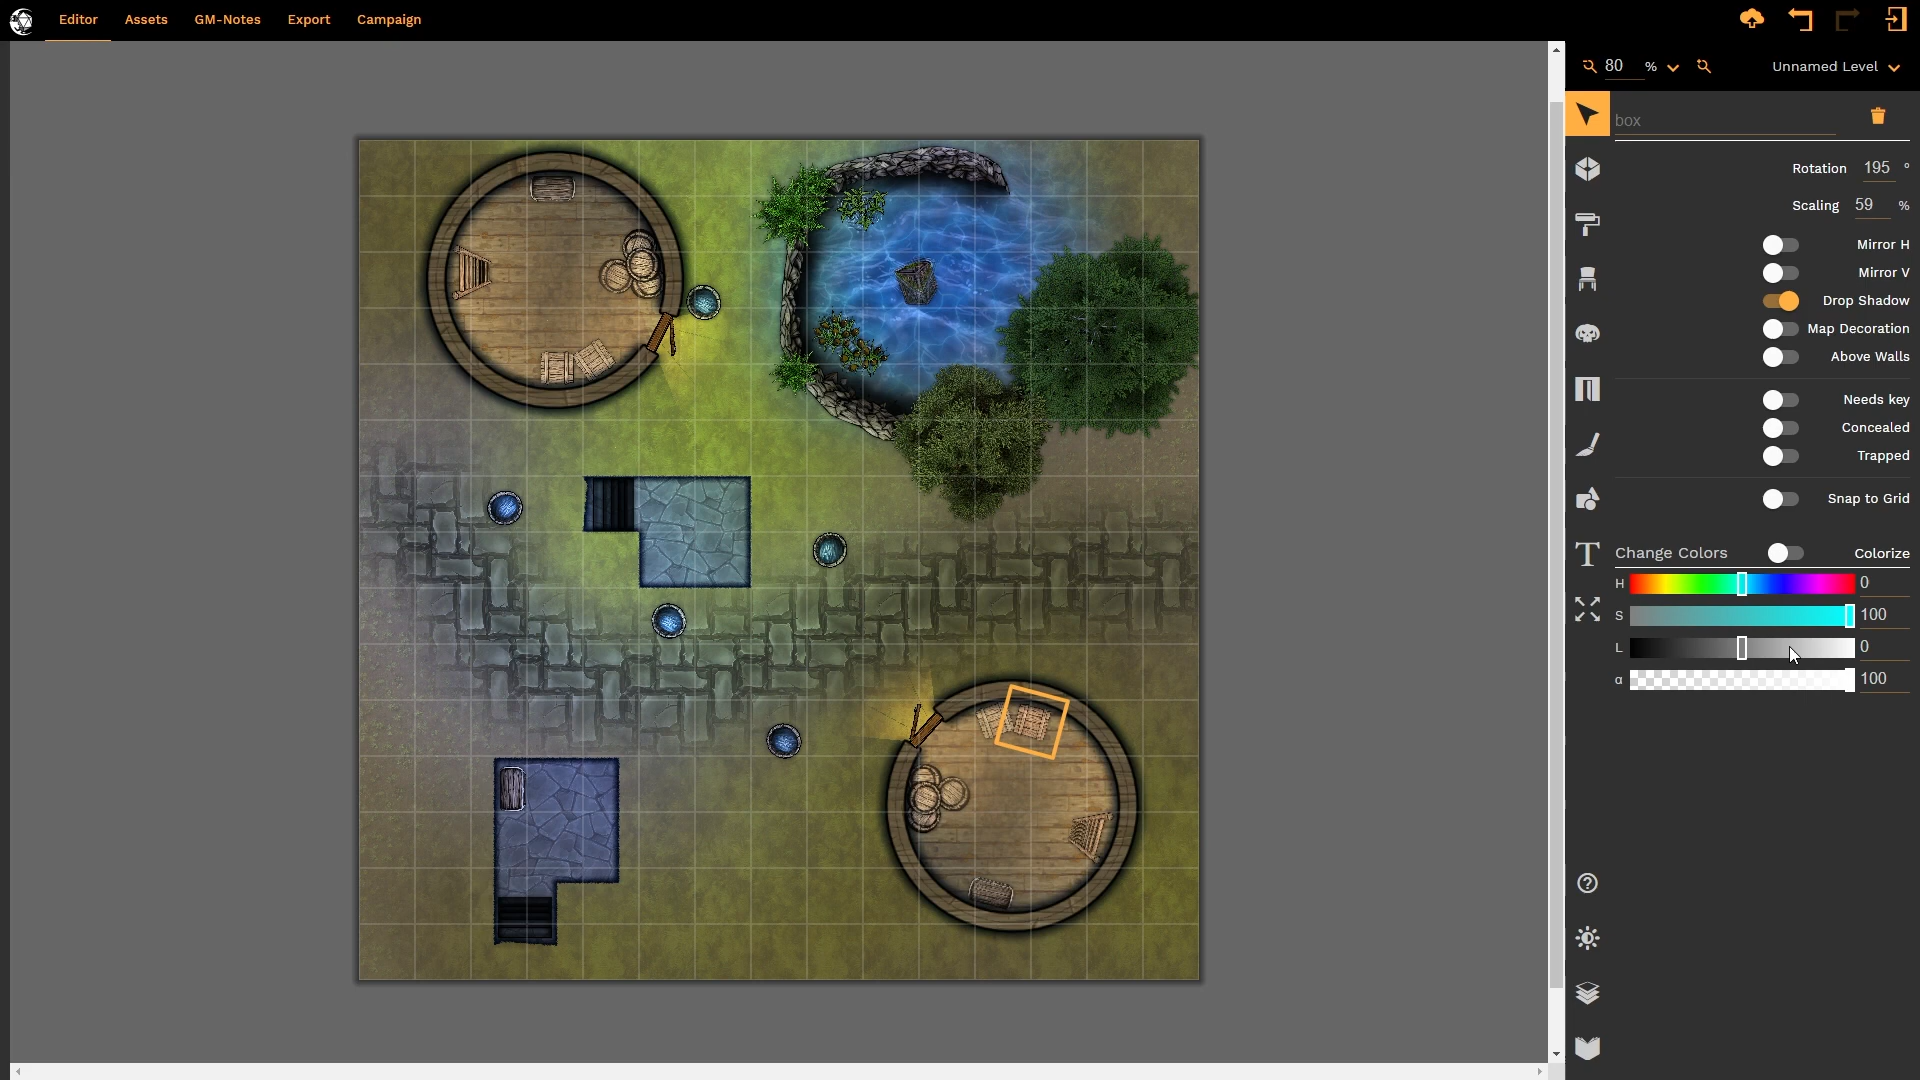 Editor Assets GM-Notes Export Campaign
80 % Unnamed Level
box
Rotation 195 °
Scaling 59 %
Mirror H
Mirror V
Drop Shadow
Map Decoration
Above Walls
Needs key
Concealed
Trapped
Snap to Grid
Change Colors Colorize
H 0
S 100
L 0
α 100